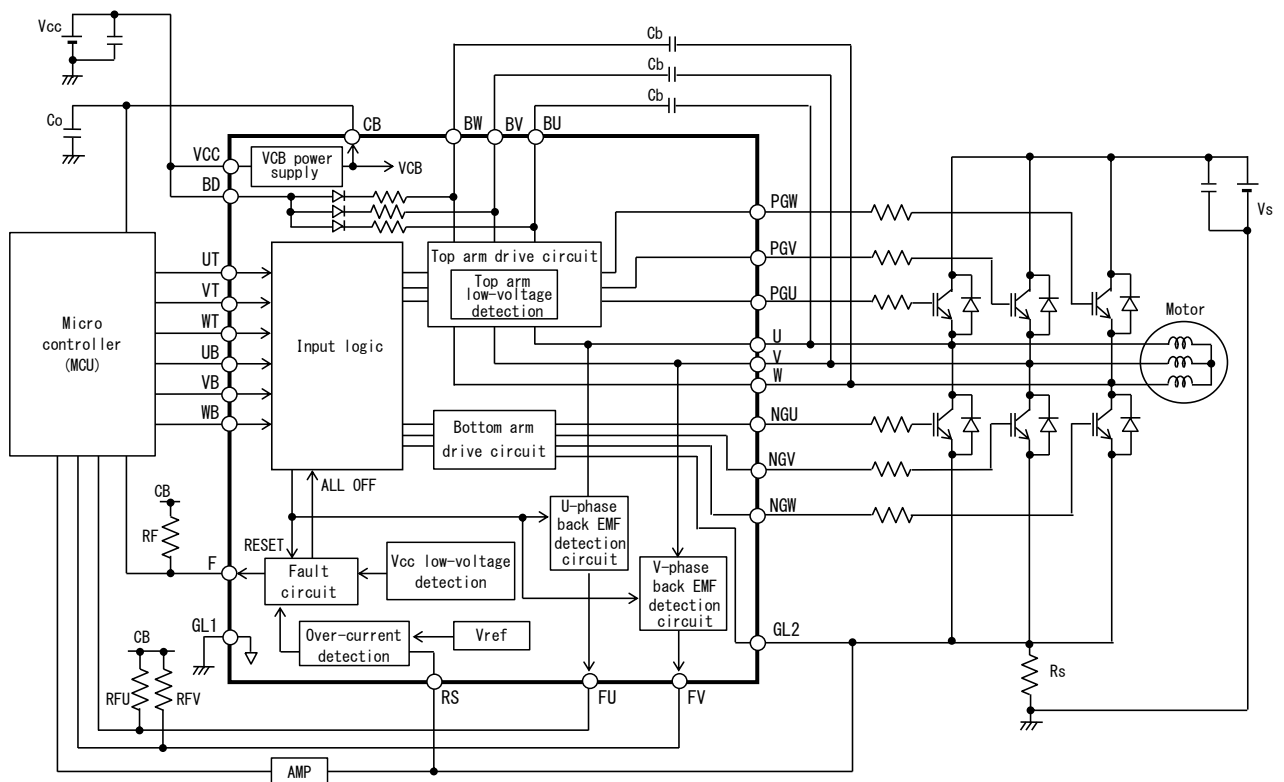 Vcc
Cb
Cb
Cb
Co
CB
BW
BV
BU
VCC
VCB power
supply
VCB
BD
PGW
Vs
Top arm drive circuit
Top arm
low-voltage
detection
PGV
PGU
UT
VT
WT
UB
VB
WB
Micro
controller
(MCU)
Input logic
Motor
U
V
W
Bottom arm
drive circuit
NGU
NGV
NGW
ALL OFF
CB
RF
RESET
U-phase
back EMF
detection
circuit
F
Fault
circuit
Vcc low-voltage
detection
V-phase
back EMF
detection
circuit
GL1
Over-current
detection
Vref
GL2
CB
RFU
RFV
RS
FU
FV
Rs
AMP